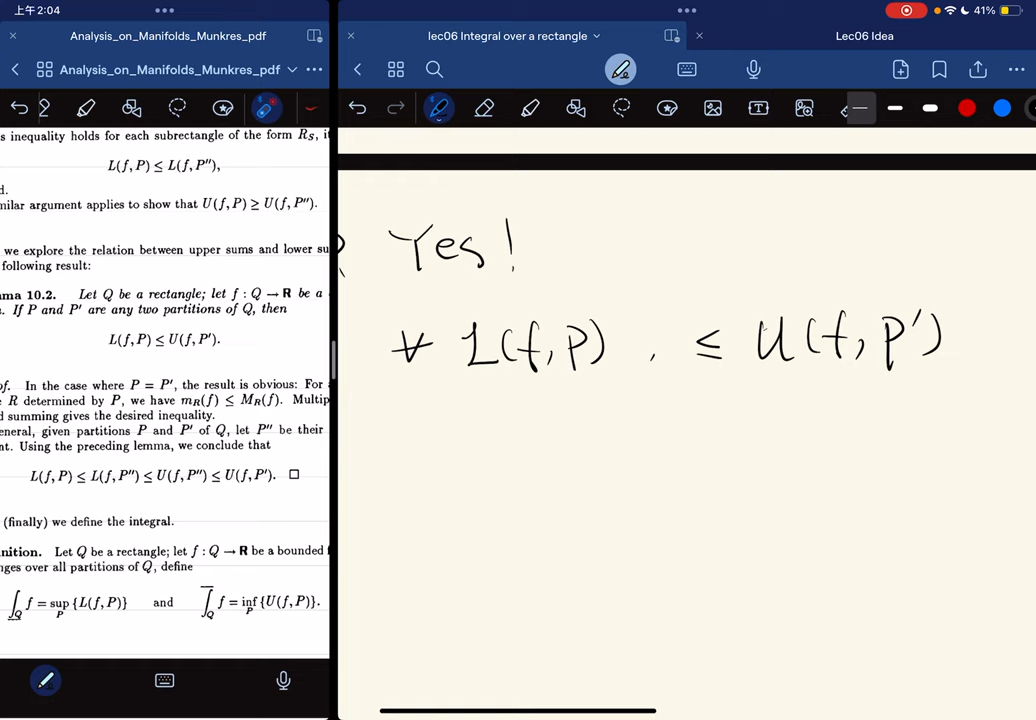 上午2:04
41%
Analysis_on_Manifolds_Munkres_pdf
Analysis_on_Manifolds_Munkres_pdf
s inequality holds for each subrectangle of the form R_S, i
L(f, P) ≤ L(f, P''),
d.
milar argument applies to show that U(f, P) ≥ U(f, P'').
we explore the relation between upper sums and lower su
following result:
ma 10.2. Let Q be a rectangle; let f : Q → R be a
. If P and P' are any two partitions of Q, then
L(f, P) ≤ U(f, P').
of. In the case where P = P', the result is obvious: For
e R determined by P, we have m_R(f) ≤ M_R(f). Multip
d summing gives the desired inequality.
eneral, given partitions P and P' of Q, let P'' be their
nt. Using the preceding lemma, we conclude that
L(f, P) ≤ L(f, P'') ≤ U(f, P'') ≤ U(f, P'). □
(finally) we define the integral.
nition. Let Q be a rectangle; let f : Q → R be a bounded f
nges over all partitions of Q, define
∫_Q f = sup_P {L(f, P)} and ∫_Q f = inf_P {U(f, P)}.
lec06 Integral over a rectangle
Lec06 Idea
Yes!
∀ L(f, P) . ≤ U(f, P')